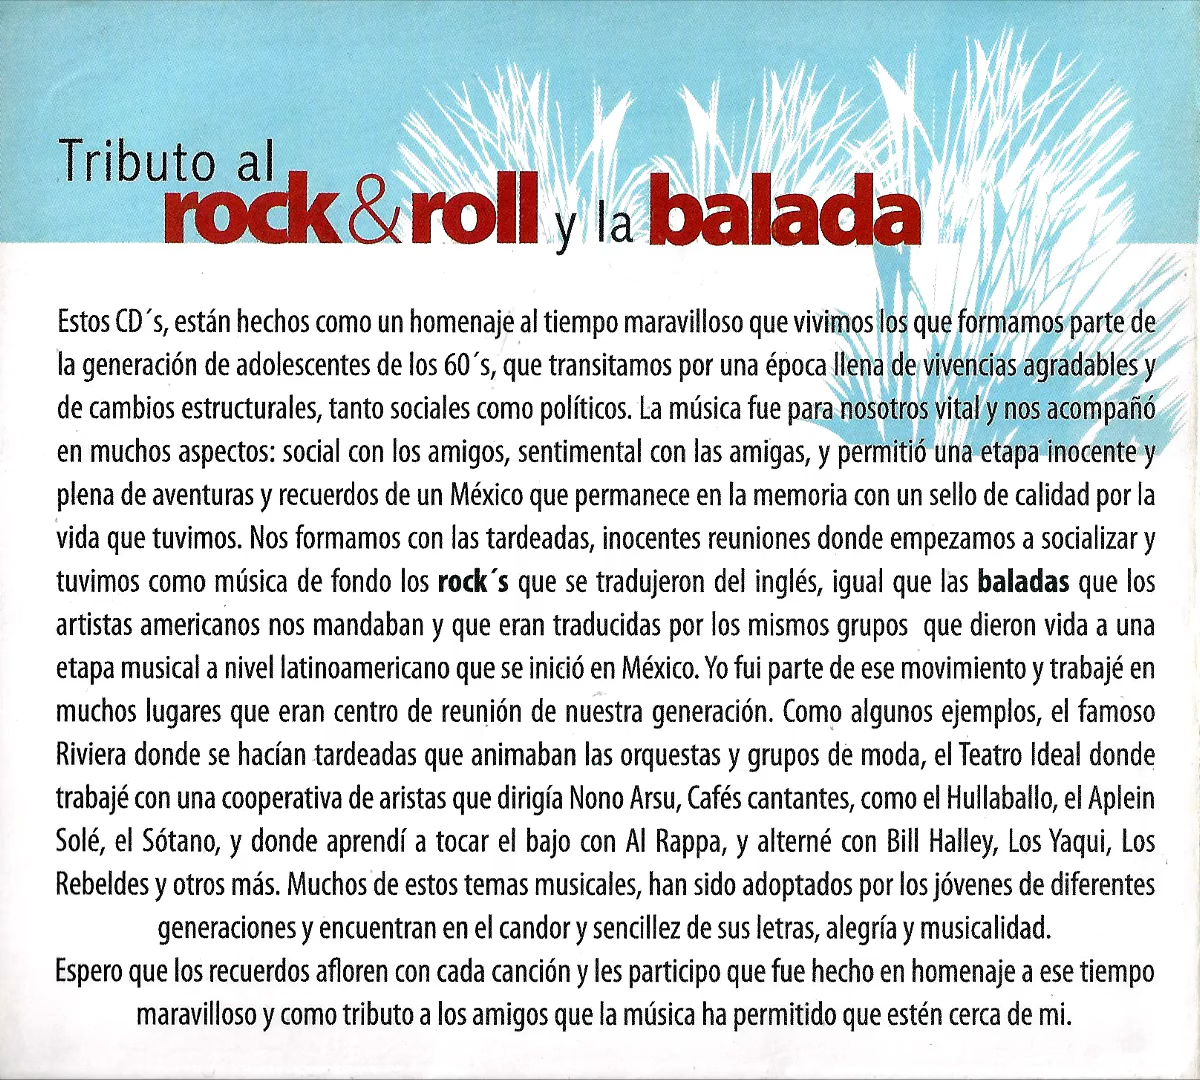 Tributo al
rock&roll y la balada
Estos CD´s, están hechos como un homenaje al tiempo maravilloso que vivimos los que formamos parte de
la generación de adolescentes de los 60´s, que transitamos por una época llena de vivencias agradables y
de cambios estructurales, tanto sociales como políticos. La música fue para nosotros vital y nos acompañó
en muchos aspectos: social con los amigos, sentimental con las amigas, y permitió una etapa inocente y
plena de aventuras y recuerdos de un México que permanece en la memoria con un sello de calidad por la
vida que tuvimos. Nos formamos con las tardeadas, inocentes reuniones donde empezamos a socializar y
tuvimos como música de fondo los rock´s que se tradujeron del inglés, igual que las baladas que los
artistas americanos nos mandaban y que eran traducidas por los mismos grupos que dieron vida a una
etapa musical a nivel latinoamericano que se inició en México. Yo fui parte de ese movimiento y trabajé en
muchos lugares que eran centro de reunión de nuestra generación. Como algunos ejemplos, el famoso
Riviera donde se hacían tardeadas que animaban las orquestas y grupos de moda, el Teatro Ideal donde
trabajé con una cooperativa de aristas que dirigía Nono Arsu, Cafés cantantes, como el Hullaballo, el Aplein
Solé, el Sótano, y donde aprendí a tocar el bajo con Al Rappa, y alterné con Bill Halley, Los Yaqui, Los
Rebeldes y otros más. Muchos de estos temas musicales, han sido adoptados por los jóvenes de diferentes
generaciones y encuentran en el candor y sencillez de sus letras, alegría y musicalidad.
Espero que los recuerdos afloren con cada canción y les participo que fue hecho en homenaje a ese tiempo
maravilloso y como tributo a los amigos que la música ha permitido que estén cerca de mi.